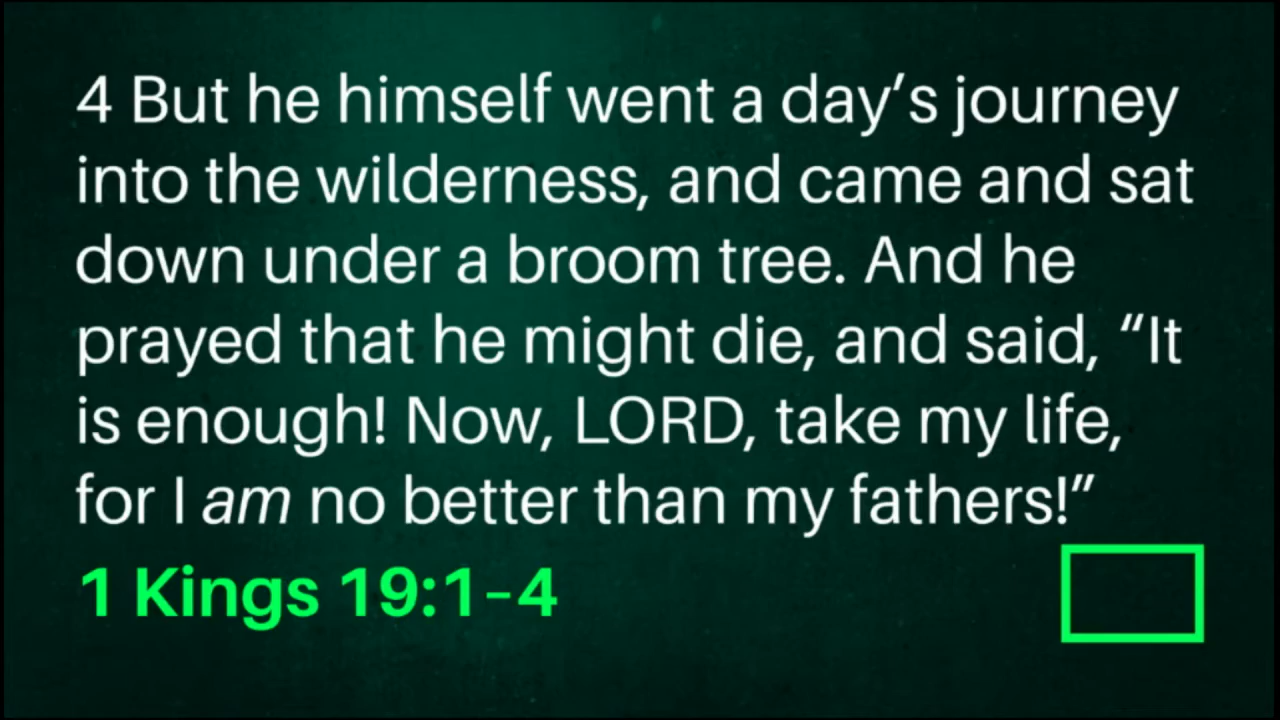 4 But he himself went a day’s journey
into the wilderness, and came and sat
down under a broom tree. And he
prayed that he might die, and said, “It
is enough! Now, LORD, take my life,
for I am no better than my fathers!”
1 Kings 19:1–4